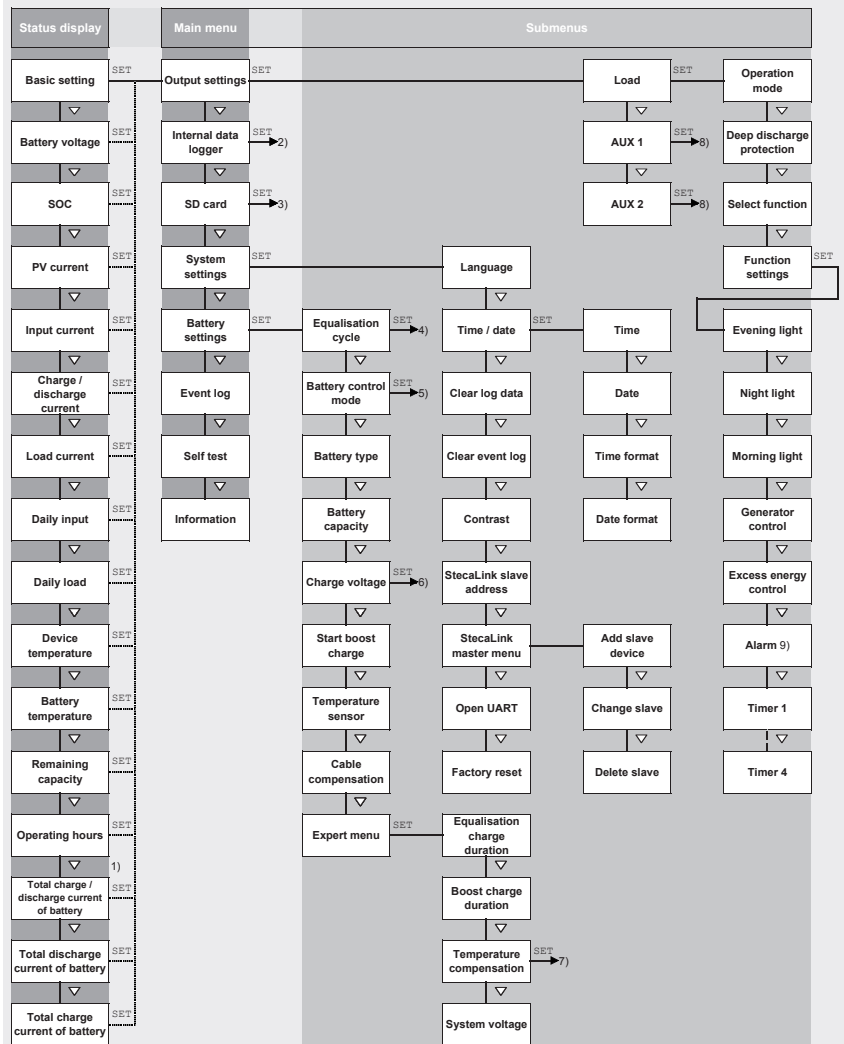 Status display
Main menu
Submenus
Basic setting
SET
Output settings
SET
Load
SET
Operation
mode
Battery voltage
SET
Internal data
logger
SET
2)
AUX 1
SET
8)
Deep discharge
protection
SOC
SET
SD card
SET
3)
AUX 2
SET
8)
Select function
PV current
SET
System
settings
SET
Language
Function
settings
SET
Input current
SET
Battery
settings
SET
Equalisation
cycle
SET
4)
Time / date
SET
Time
Evening light
Charge /
discharge
current
SET
Event log
Battery control
mode
SET
5)
Clear log data
Date
Night light
Load current
SET
Self test
Battery type
Clear event log
Time format
Morning light
Daily input
SET
Information
Battery
capacity
Contrast
Date format
Generator
control
Daily load
SET
Charge voltage
SET
6)
StecaLink slave
address
Excess energy
control
Device
temperature
SET
Start boost
charge
StecaLink
master menu
Add slave
device
Alarm 9)
Battery
temperature
SET
Temperature
sensor
Open UART
Change slave
Timer 1
Remaining
capacity
SET
Cable
compensation
Factory reset
Delete slave
Timer 4
Operating hours
SET
Expert menu
SET
Equalisation
charge
duration
1)
Total charge /
discharge current
of battery
SET
Boost charge
duration
Total discharge
current of battery
SET
Temperature
compensation
SET
7)
Total charge
current of battery
SET
System voltage